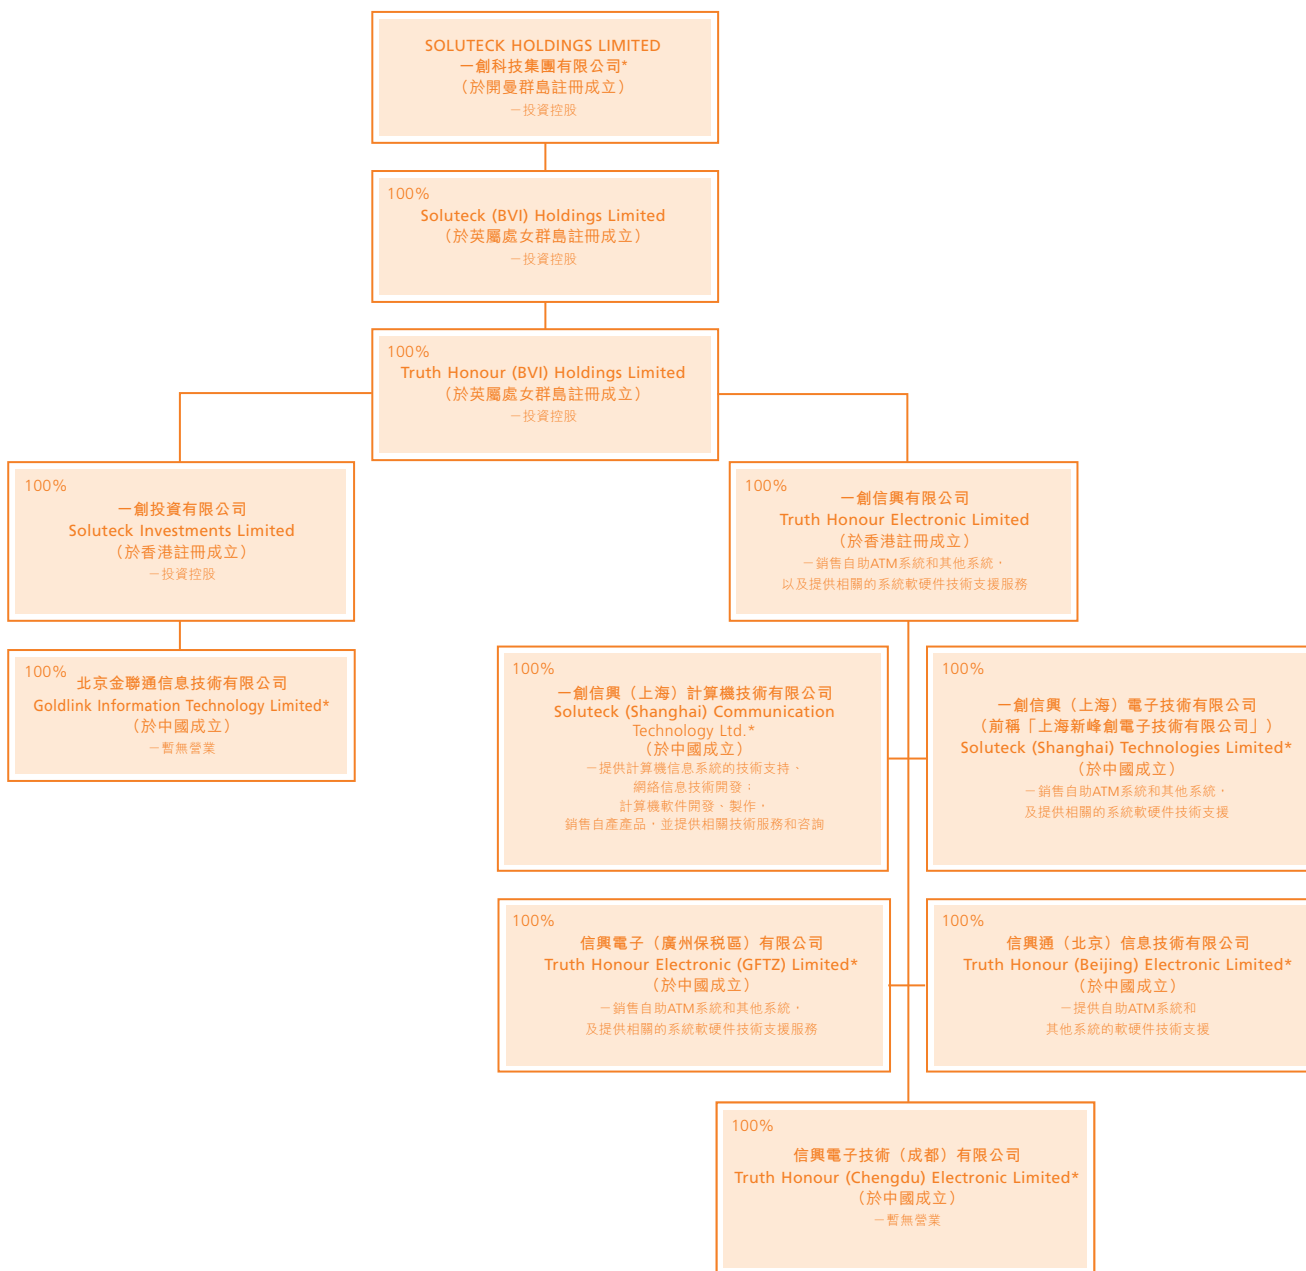 SOLUTECK HOLDINGS LIMITED
一創科技集團有限公司*
（於開曼群島註冊成立）
－投資控股
100%
Soluteck (BVI) Holdings Limited
（於英屬處女群島註冊成立）
－投資控股
100%
Truth Honour (BVI) Holdings Limited
（於英屬處女群島註冊成立）
－投資控股
100%
一創投資有限公司
Soluteck Investments Limited
（於香港註冊成立）
－投資控股
100%
一創信興有限公司
Truth Honour Electronic Limited
（於香港註冊成立）
－銷售自助ATM系統和其他系統，
以及提供相關的系統軟硬件技術支援服務
100%
北京金聯通信息技術有限公司
Goldlink Information Technology Limited*
（於中國成立）
－暫無營業
100%
一創信興（上海）計算機技術有限公司
Soluteck (Shanghai) Communication
Technology Ltd.*
（於中國成立）
－提供計算機信息系統的技術支持、
網絡信息技術開發；
計算機軟件開發、製作，
銷售自產產品，並提供相關技術服務和咨詢
100%
一創信興（上海）電子技術有限公司
（前稱「上海新峰創電子技術有限公司」）
Soluteck (Shanghai) Technologies Limited*
（於中國成立）
－銷售自助ATM系統和其他系統，
及提供相關的系統軟硬件技術支援
100%
信興電子（廣州保税區）有限公司
Truth Honour Electronic (GFTZ) Limited*
（於中國成立）
－銷售自助ATM系統和其他系統，
及提供相關的系統軟硬件技術支援服務
100%
信興通（北京）信息技術有限公司
Truth Honour (Beijing) Electronic Limited*
（於中國成立）
－提供自助ATM系統和
其他系統的軟硬件技術支援
100%
信興電子技術（成都）有限公司
Truth Honour (Chengdu) Electronic Limited*
（於中國成立）
－暫無營業